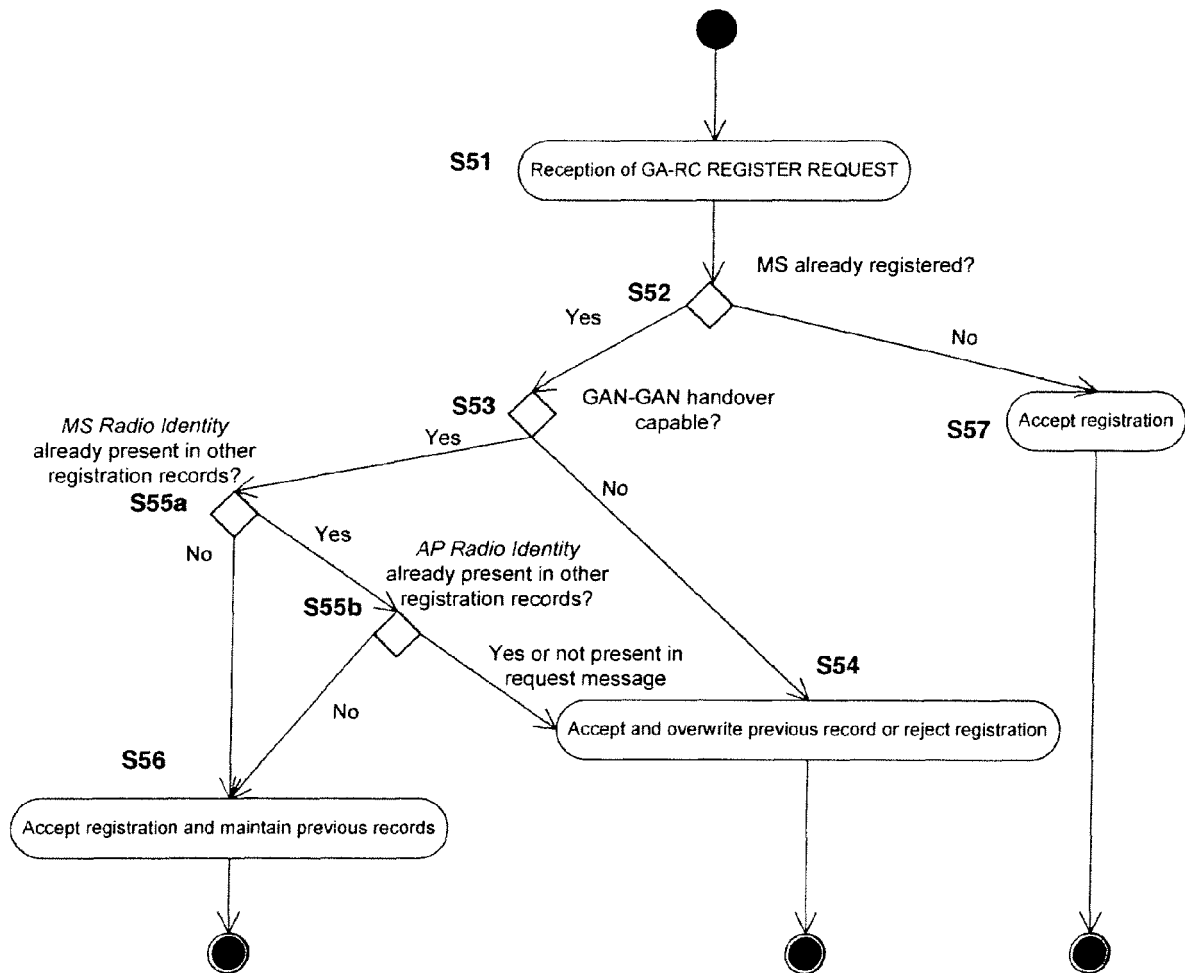 S51
Reception of GA-RC REGISTER REQUEST
MS already registered?
S52
Yes
No
S53
GAN-GAN handover
capable?
S57
Accept registration
MS Radio Identity
already present in other
registration records?
Yes
S55a
No
Yes
No
AP Radio Identity
already present in other
registration records?
S55b
Yes or not present in
request message
S54
No
Accept and overwrite previous record or reject registration
S56
Accept registration and maintain previous records